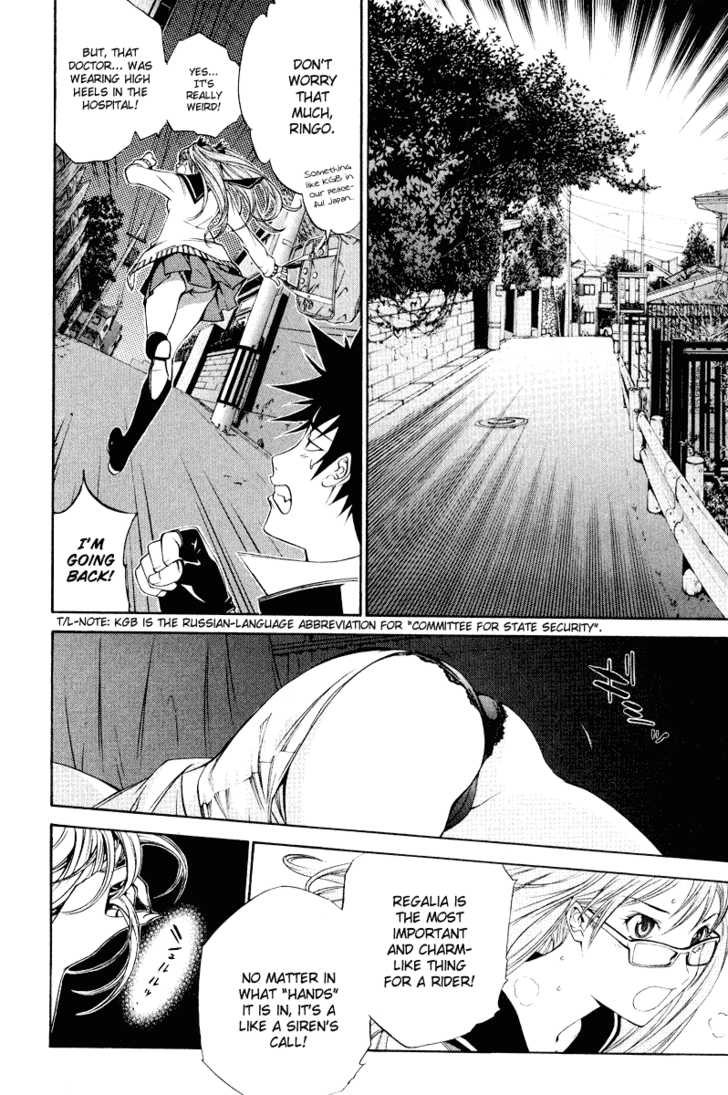 DON'T
WORRY
THAT
MUCH,
RINGO.
Something
like KGB in
our peace-
ful Japan.
YES...
IT'S
REALLY
WEIRD!
BUT, THAT
DOCTOR... WAS
WEARING HIGH
HEELS IN THE
HOSPITAL!
I'M
GOING
BACK!
T/L-NOTE: KGB IS THE RUSSIAN-LANGUAGE ABBREVIATION FOR "COMMITTEE FOR STATE SECURITY".
REGALIA IS
THE MOST
IMPORTANT
AND CHARM-
LIKE THING
FOR A RIDER!
NO MATTER IN
WHAT "HANDS"
IT IS IN, IT'S A
LIKE A SIREN'S
CALL!